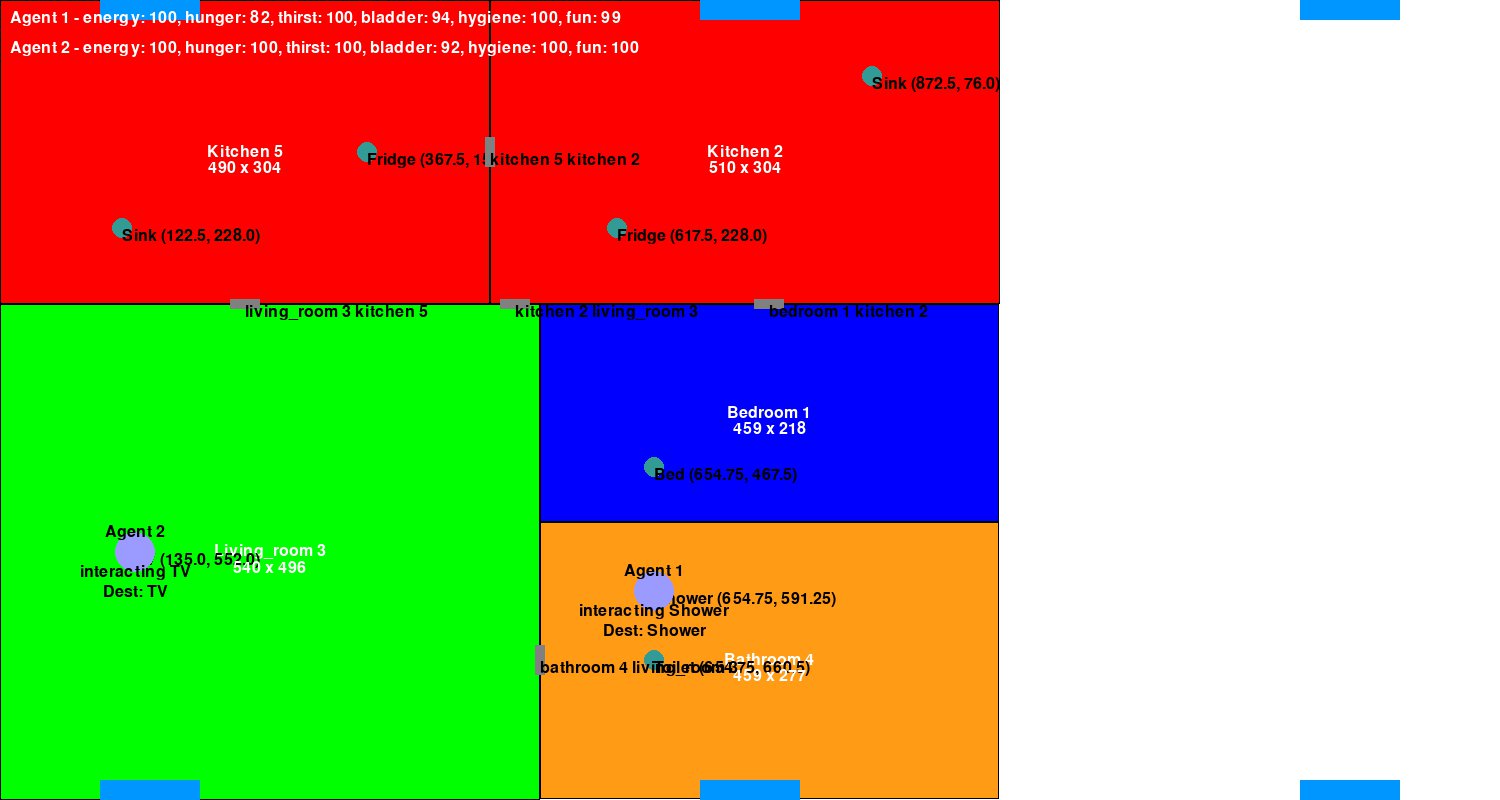 Agent 1 - energy: 100, hunger: 82, thirst: 100, bladder: 94, hygiene: 100, fun: 99
Agent 2 - energy: 100, hunger: 100, thirst: 100, bladder: 92, hygiene: 100, fun: 100
Sink (872.5, 76.0)
Kitchen 5
490 x 304
Fridge (367.5, 1
kitchen 5 kitchen 2
Kitchen 2
510 x 304
Sink (122.5, 228.0)
Fridge (617.5, 228.0)
living_room 3 kitchen 5
kitchen 2 living_room 3
bedroom 1 kitchen 2
Bedroom 1
459 x 218
Bed (654.75, 467.5)
Agent 2
(135.0, 552.0)
interacting TV
Dest: TV
Living_room 3
540 x 496
Agent 1
Shower (654.75, 591.25)
interacting Shower
Dest: Shower
bathroom 4 living_room 3
Toilet (654.75, 660.5)
Bathroom 4
459 x 277